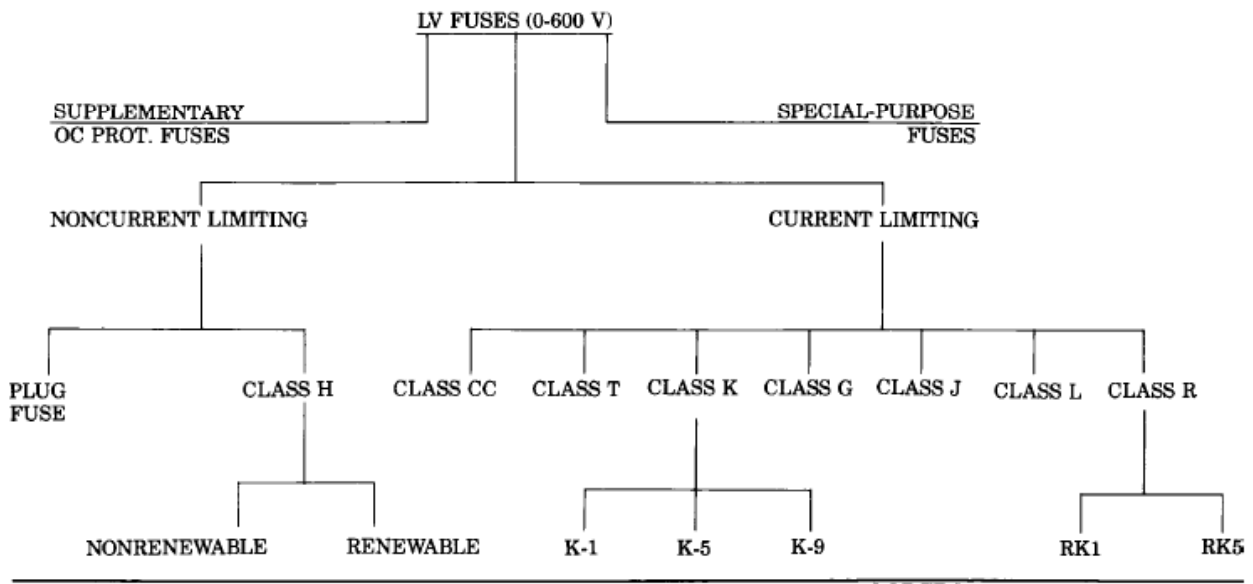 LV FUSES (0-600 V)
SUPPLEMENTARY
OC PROT. FUSES
SPECIAL-PURPOSE
FUSES
NONCURRENT LIMITING
CURRENT LIMITING
PLUG
FUSE
CLASS H
CLASS CC
CLASS T
CLASS K
CLASS G
CLASS J
CLASS L
CLASS R
NONRENEWABLE
RENEWABLE
K-1
K-5
K-9
RK1
RK5